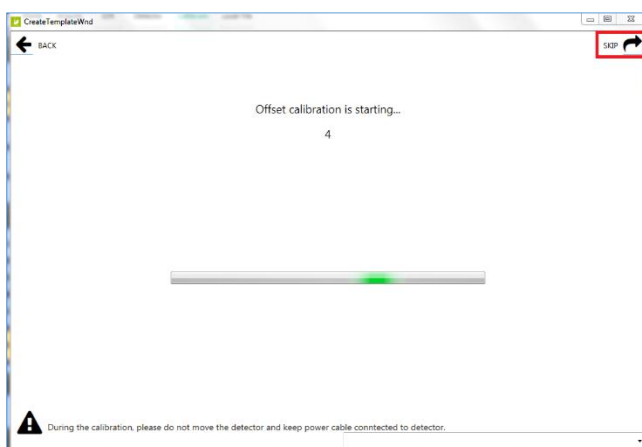 CreateTemplateWnd
BACK
SKIP
Offset calibration is starting...
4
During the calibration, please do not move the detector and keep power cable conntected to detector.